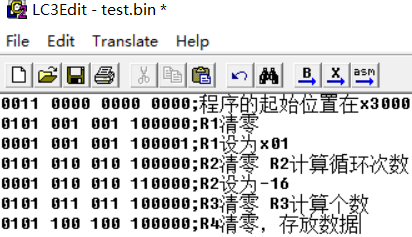 LC3Edit - test.bin *
File Edit Translate Help
B X asm
0011 0000 0000 0000;程序的起始位置在x3000
0101 001 001 100000;R1清零
0001 001 001 100001;R1设为x01
0101 010 010 100000;R2清零 R2计算循环次数
0001 010 010 110000;R2设为-16
0101 011 011 100000;R3清零 R3计算个数
0101 100 100 100000;R4清零，存放数据